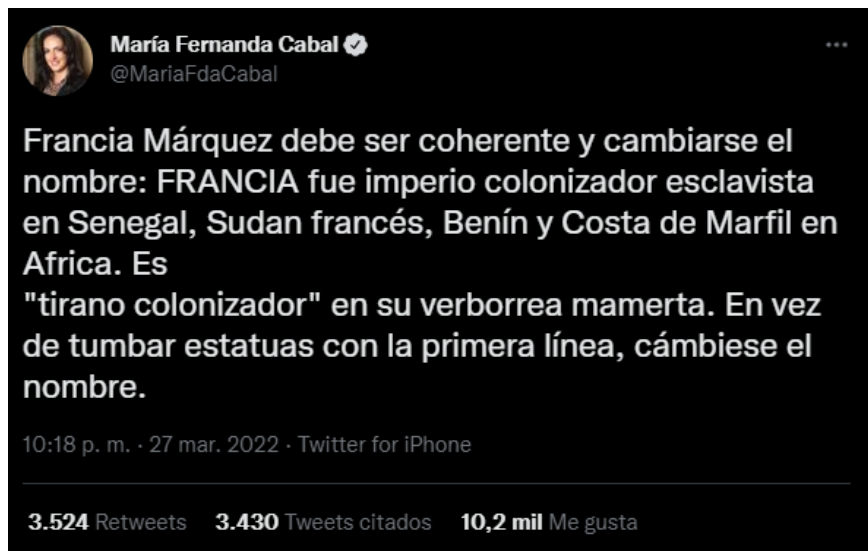 María Fernanda Cabal
@MariaFdaCabal
Francia Márquez debe ser coherente y cambiarse el
nombre: FRANCIA fue imperio colonizador esclavista
en Senegal, Sudan francés, Benín y Costa de Marfil en
Africa. Es
"tirano colonizador" en su verborrea mamerta. En vez
de tumbar estatuas con la primera línea, cámbiese el
nombre.
10:18 p. m. · 27 mar. 2022 · Twitter for iPhone
3.524 Retweets 3.430 Tweets citados 10,2 mil Me gusta